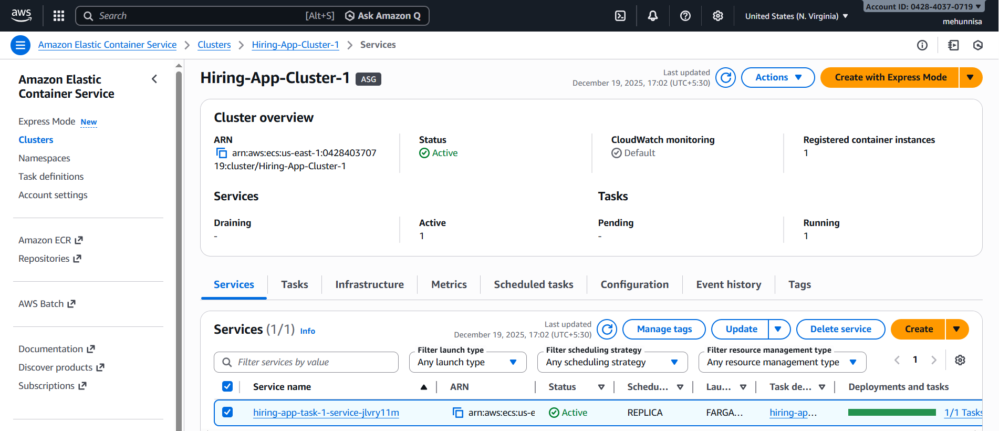 aws
Search [Alt+S] Ask Amazon Q
United States (N. Virginia)
Account ID: 0428-4037-0719
mehunnisa
Amazon Elastic Container Service
Clusters
Hiring-App-Cluster-1
Services
Amazon Elastic
Container Service
Express Mode New
Clusters
Namespaces
Task definitions
Account settings
Amazon ECR
Repositories
AWS Batch
Documentation
Discover products
Subscriptions
Hiring-App-Cluster-1 ASG
Last updated
December 19, 2025, 17:02 (UTC+5:30)
Actions
Create with Express Mode
Cluster overview
ARN
arn:aws:ecs:us-east-1:0428403707
19:cluster/Hiring-App-Cluster-1
Status
Active
CloudWatch monitoring
Default
Registered container instances
1
Services
Tasks
Draining
-
Active
1
Pending
-
Running
1
Services
Tasks
Infrastructure
Metrics
Scheduled tasks
Configuration
Event history
Tags
Services (1/1) Info
Last updated
December 19, 2025, 17:02 (UTC+5:30)
Manage tags
Update
Delete service
Create
Filter services by value
Filter launch type
Any launch type
Filter scheduling strategy
Any scheduling strategy
Filter resource management type
Any resource management type
1
Service name ARN Status Schedu... Lau... Task de... Deployments and tasks
hiring-app-task-1-service-jlvry11m arn:aws:ecs:us-e Active REPLICA FARGA... hiring-ap... 1/1 Tasks